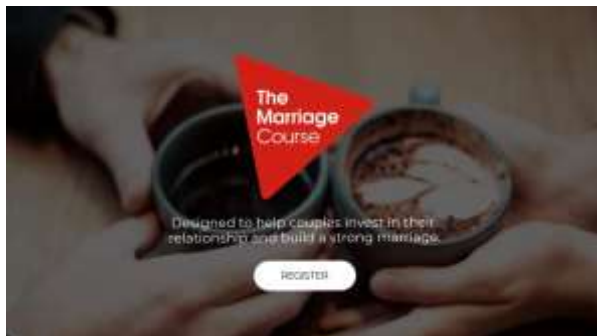 The
Marriage
Course
Designed to help couples invest in their
relationship and build a strong marriage.
REGISTER